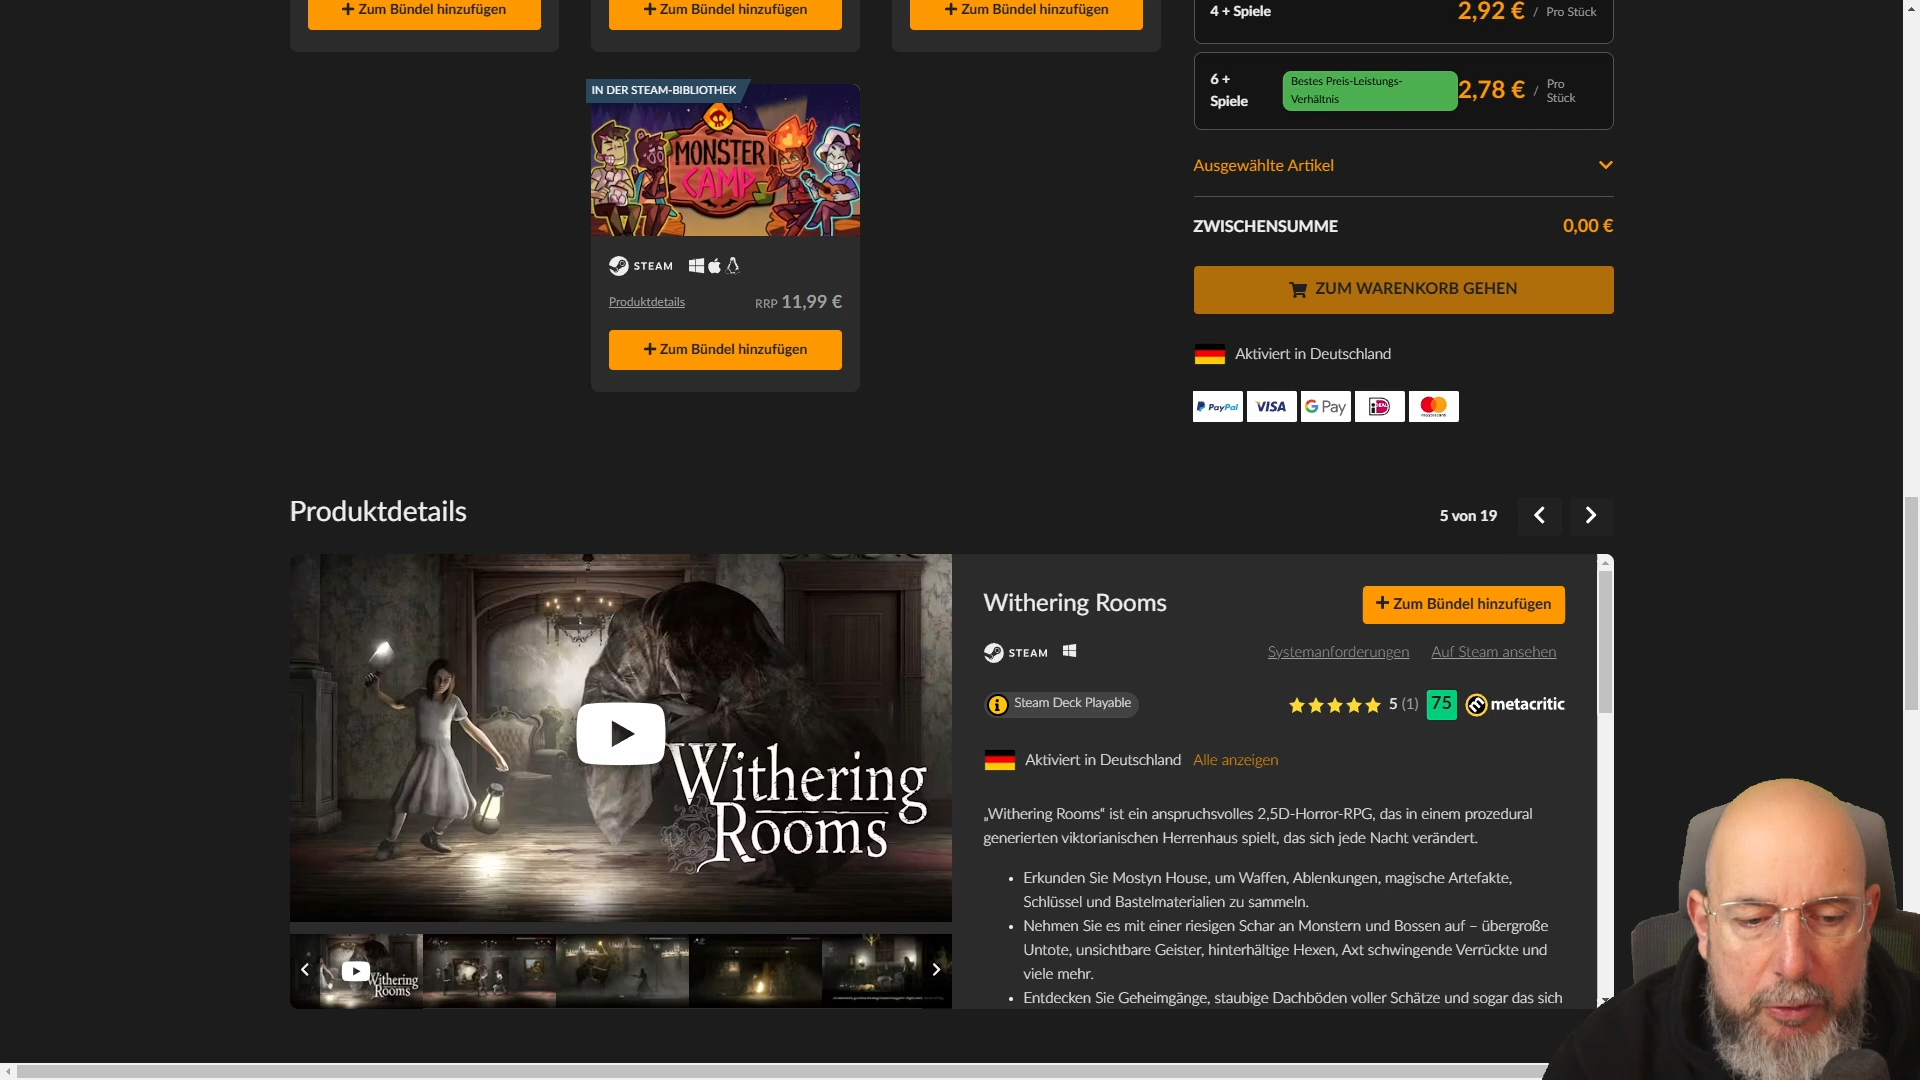 + Zum Bündel hinzufügen
+ Zum Bündel hinzufügen
+ Zum Bündel hinzufügen
IN DER STEAM-BIBLIOTHEK
MONSTER
CAMP
STEAM
Produktdetails
RRP 11,99 €
+ Zum Bündel hinzufügen
4 + Spiele
2,92 € / Pro Stück
6 +
Spiele
Bestes Preis-Leistungs-
Verhältnis
2,78 € /
Pro
Stück
Ausgewählte Artikel
ZWISCHENSUMME
0,00 €
ZUM WARENKORB GEHEN
Aktiviert in Deutschland
PayPal
VISA
G Pay
Produktdetails
5 von 19
Withering
Rooms
Withering
Rooms
Withering Rooms
+ Zum Bündel hinzufügen
STEAM
Systemanforderungen
Auf Steam ansehen
Steam Deck Playable
5 (1)
75
metacritic
Aktiviert in Deutschland
Alle anzeigen
„Withering Rooms“ ist ein anspruchsvolles 2,5D-Horror-RPG, das in einem prozedural
generierten viktorianischen Herrenhaus spielt, das sich jede Nacht verändert.
• Erkunden Sie Mostyn House, um Waffen, Ablenkungen, magische Artefakte,
Schlüssel und Bastelmaterialien zu sammeln.
• Nehmen Sie es mit einer riesigen Schar an Monstern und Bossen auf – übergroße
Untote, unsichtbare Geister, hinterhältige Hexen, Axt schwingende Verrückte und
viele mehr.
• Entdecken Sie Geheimgänge, staubige Dachböden voller Schätze und sogar das sich